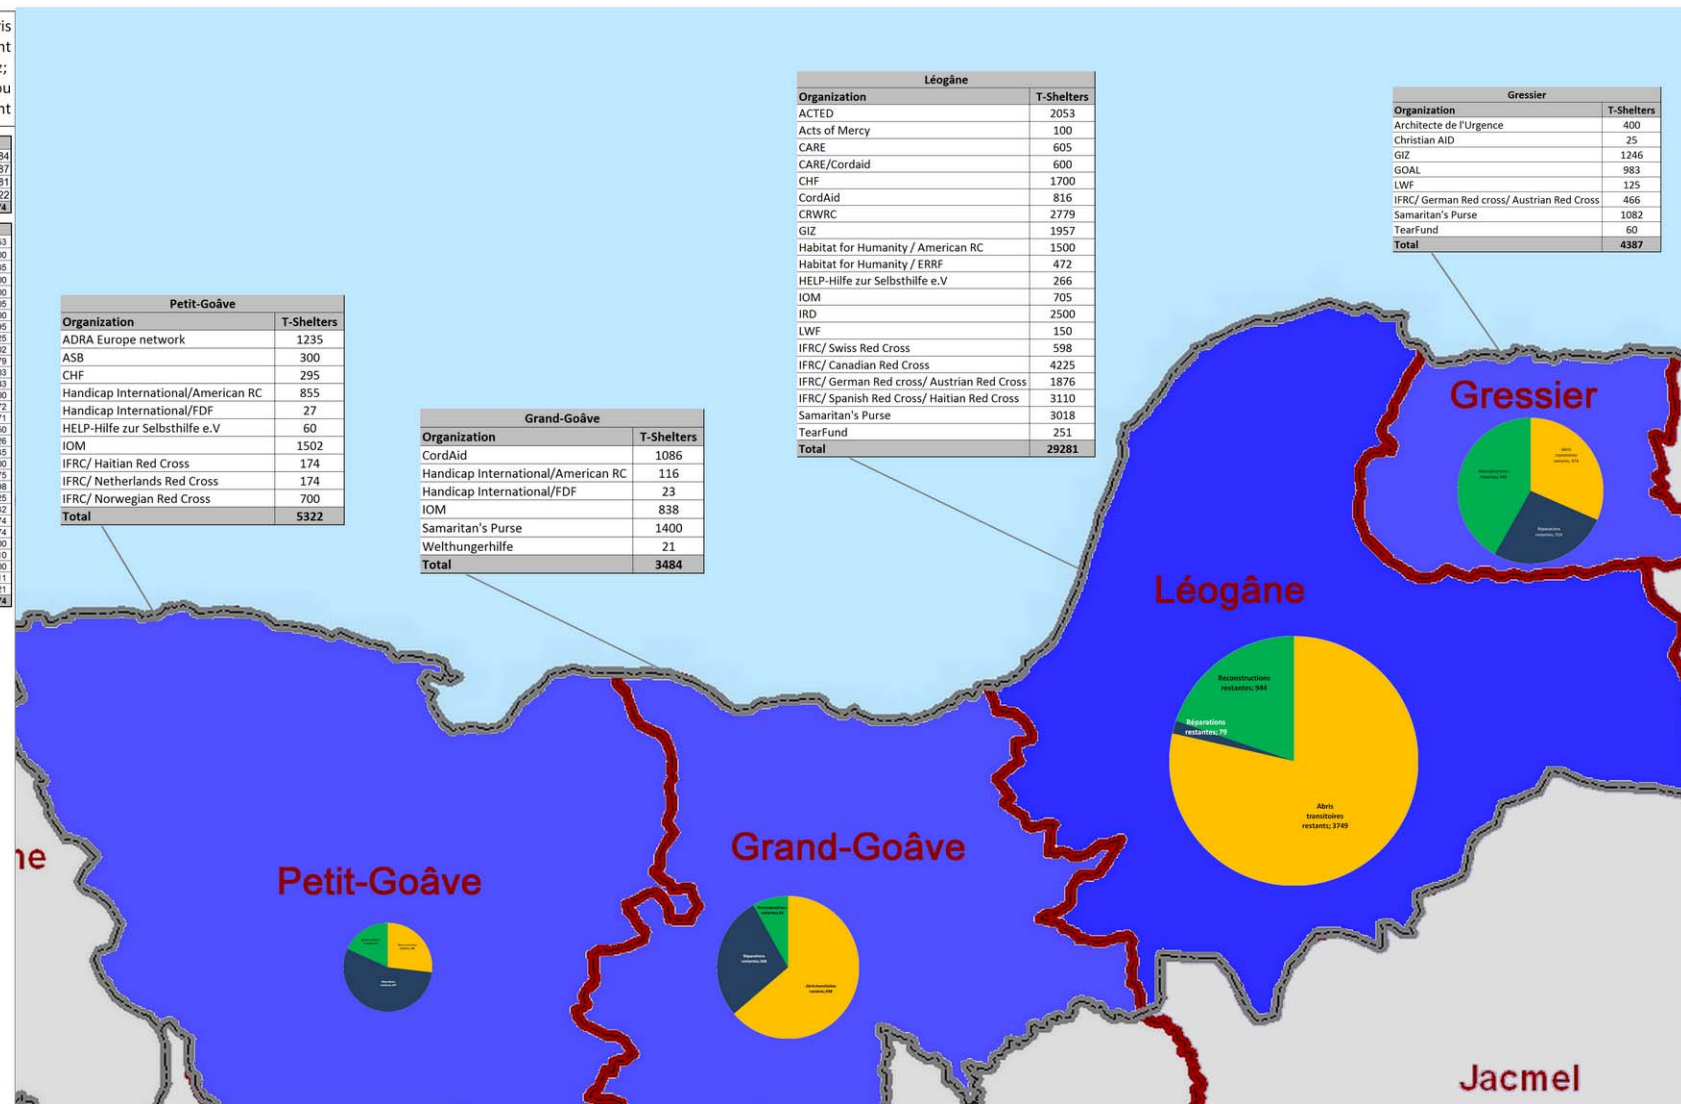 Petit-Goâve
Organization T-Shelters
ADRA Europe network 1235
ASB 300
CHF 295
Handicap International/American RC 855
Handicap International/FDF 27
HELP-Hilfe zur Selbsthilfe e.V 60
IOM 1502
IFRC/ Haitian Red Cross 174
IFRC/ Netherlands Red Cross 174
IFRC/ Norwegian Red Cross 700
Total 5322
Grand-Goâve
Organization T-Shelters
CordAid 1086
Handicap International/American RC 116
Handicap International/FDF 23
IOM 838
Samaritan's Purse 1400
Welthungerhilfe 21
Total 3484
Léogâne
Organization T-Shelters
ACTED 2053
Acts of Mercy 100
CARE 605
CARE/Cordaid 600
CHF 1700
CordAid 816
CRWRC 2779
GIZ 1957
Habitat for Humanity / American RC 1500
Habitat for Humanity / ERRF 472
HELP-Hilfe zur Selbsthilfe e.V 266
IOM 705
IRD 2500
LWF 150
IFRC/ Swiss Red Cross 598
IFRC/ Canadian Red Cross 4225
IFRC/ German Red cross/ Austrian Red Cross 1876
IFRC/ Spanish Red Cross/ Haitian Red Cross 3110
Samaritan's Purse 3018
TearFund 251
Total 29281
Gressier
Organization T-Shelters
Architecte de l'Urgence 400
Christian AID 25
GIZ 1246
GOAL 983
LWF 125
IFRC/ German Red cross/ Austrian Red Cross 466
Samaritan's Purse 1082
TearFund 60
Total 4387
Gressier
Léogâne
Reconstructions
restantes; 944
Réparations
restantes; 79
Abris
transitoires
restants; 3749
Grand-Goâve
Petit-Goâve
Jacmel